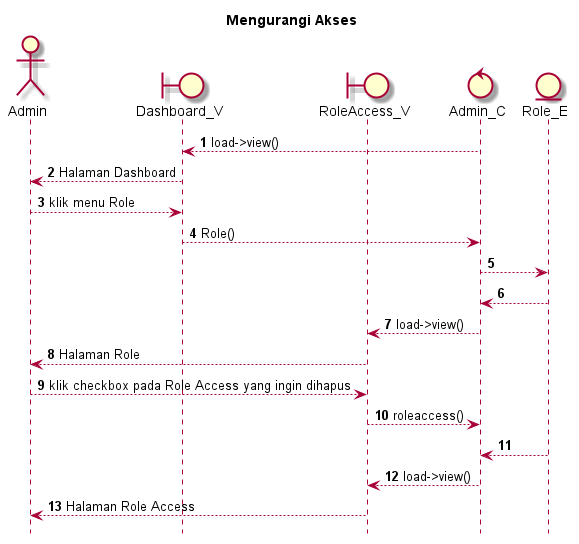 Mengurangi Akses
Admin
Dashboard_V
RoleAccess_V
Admin_C
Role_E
1 load->view()
2 Halaman Dashboard
3 klik menu Role
4 Role()
5
6
7 load->view()
8 Halaman Role
9 klik checkbox pada Role Access yang ingin dihapus
10 roleaccess()
11
12 load->view()
13 Halaman Role Access